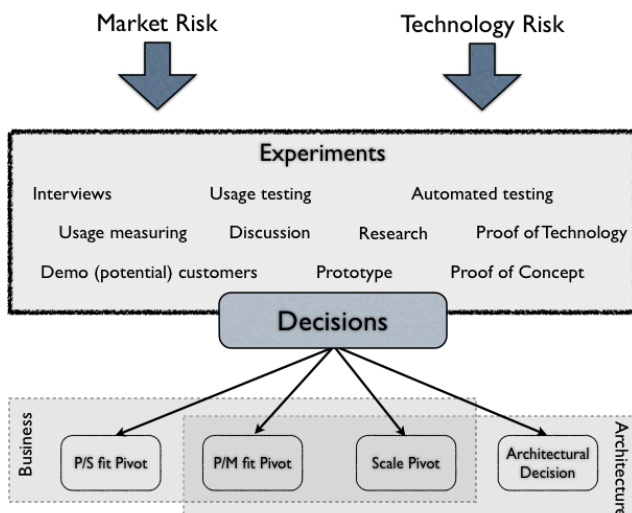 Market Risk
Technology Risk
Experiments
Interviews
Usage testing
Automated testing
Usage measuring
Discussion
Research
Proof of Technology
Demo (potential) customers
Prototype
Proof of Concept
Decisions
Business
P/S fit Pivot
P/M fit Pivot
Scale Pivot
Architectural
Decision
Architecture